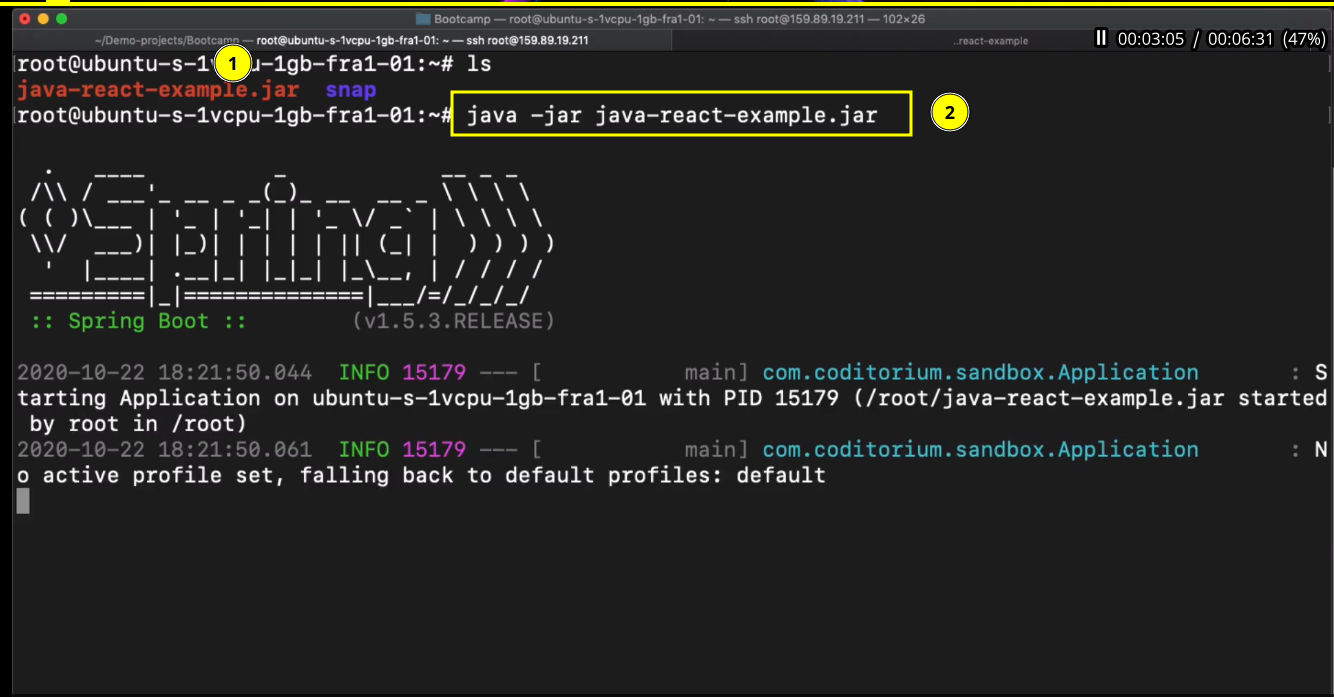 Bootcamp — root@ubuntu-s-1vcpu-1gb-fra1-01: ~ — ssh root@159.89.19.211 — 102×26
~/Demo-projects/Bootcamp — root@ubuntu-s-1vcpu-1gb-fra1-01: ~ — ssh root@159.89.19.211
..react-example
00:03:05 / 00:06:31 (47%)
root@ubuntu-s-1vcpu-1gb-fra1-01:~# ls
1
java-react-example.jar  snap
root@ubuntu-s-1vcpu-1gb-fra1-01:~# java -jar java-react-example.jar
2
  .   ____          _            __ _ _
 /\\ / ___'_ __ _ _(_)_ __  __ _ \ \ \ \
( ( )\___ | '_ | '_| | '_ \/ _` | \ \ \ \
 \\/  ___)| |_)| | | | | || (_| |  ) ) ) )
  '  |____| .__|_| |_|_| |_\__, | / / / /
 =========|_|==============|___/=/_/_/_/
 :: Spring Boot ::        (v1.5.3.RELEASE)
2020-10-22 18:21:50.044  INFO 15179 --- [           main] com.coditorium.sandbox.Application       : S
tarting Application on ubuntu-s-1vcpu-1gb-fra1-01 with PID 15179 (/root/java-react-example.jar started
 by root in /root)
2020-10-22 18:21:50.061  INFO 15179 --- [           main] com.coditorium.sandbox.Application       : N
o active profile set, falling back to default profiles: default